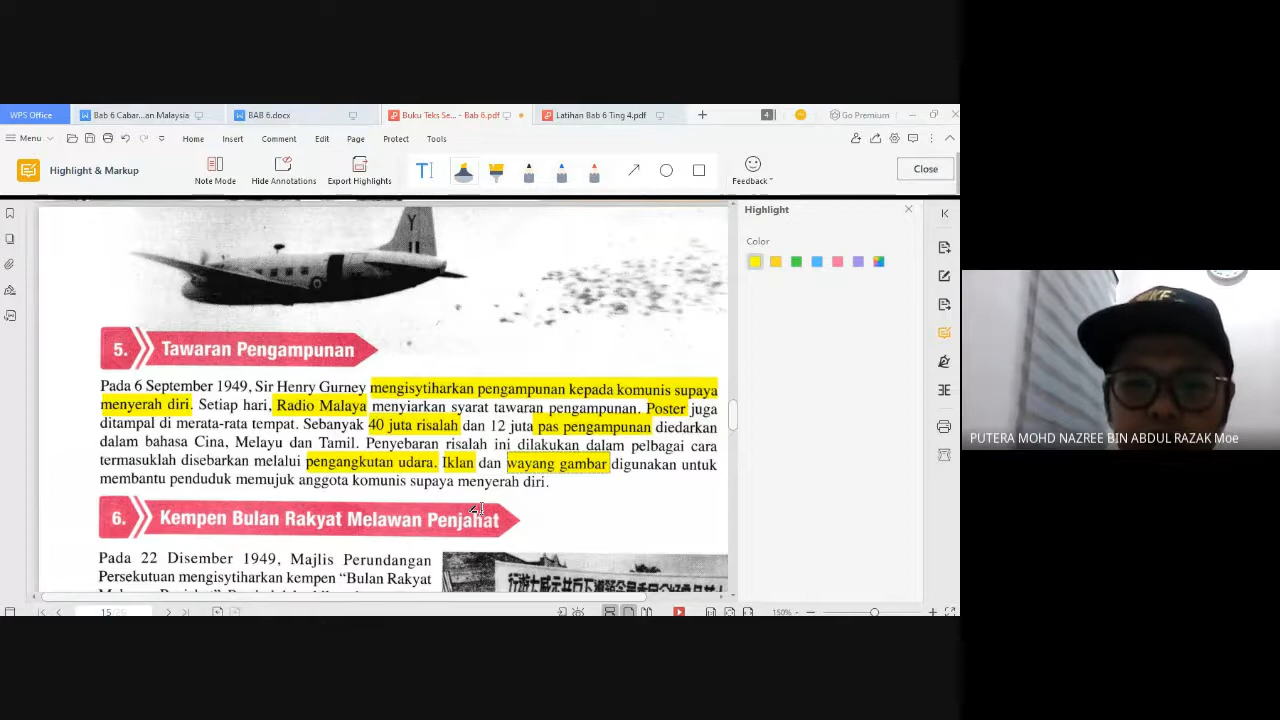 WPS Office
Bab 6 Cabar...an Malaysia
BAB 6.docx
Buku Teks Se... - Bab 6.pdf
Latihan Bab 6 Ting 4.pdf
4
Go Premium
Menu
Home
Insert
Comment
Edit
Page
Protect
Tools
Highlight & Markup
Note Mode
Hide Annotations
Export Highlights
Feedback
Close
Y
Highlight
Color
5. Tawaran Pengampunan
Pada 6 September 1949, Sir Henry Gurney mengisytiharkan pengampunan kepada komunis supaya
menyerah diri. Setiap hari, Radio Malaya menyiarkan syarat tawaran pengampunan. Poster juga
ditampal di merata-rata tempat. Sebanyak 40 juta risalah dan 12 juta pas pengampunan diedarkan
dalam bahasa Cina, Melayu dan Tamil. Penyebaran risalah ini dilakukan dalam pelbagai cara
termasuklah disebarkan melalui pengangkutan udara. Iklan dan wayang gambar digunakan untuk
membantu penduduk memujuk anggota komunis supaya menyerah diri.
6. Kempen Bulan Rakyat Melawan Penjahat
Pada 22 Disember 1949, Majlis Perundangan
Persekutuan mengisytiharkan kempen “Bulan Rakyat
150%
PUTERA MOHD NAZREE BIN ABDUL RAZAK Moe